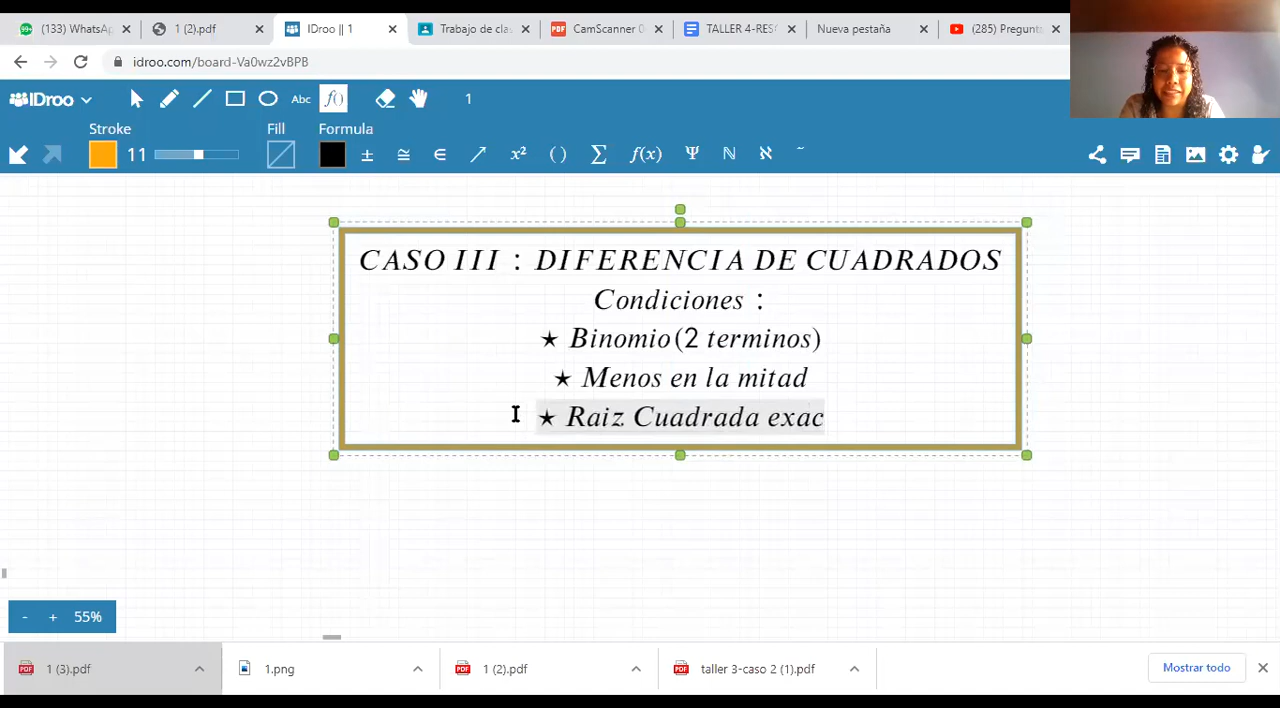 (133) WhatsAp
1 (2).pdf
IDroo || 1
Trabajo de cla
CamScanner 0
TALLER 4-RES
Nueva pestaña
(285) Pregunt
idroo.com/board-Va0wz2vBPB
IDroo
Abc
f()
1
Stroke
Fill
Formula
11
± ≅ ∈ x² ( ) ∑ f(x) Ψ ℕ ℵ ~
CASO III : DIFERENCIA DE CUADRADOS
Condiciones :
★ Binomio(2 terminos)
★ Menos en la mitad
★ Raiz Cuadrada exac
- + 55%
1 (3).pdf
1.png
1 (2).pdf
taller 3-caso 2 (1).pdf
Mostrar todo